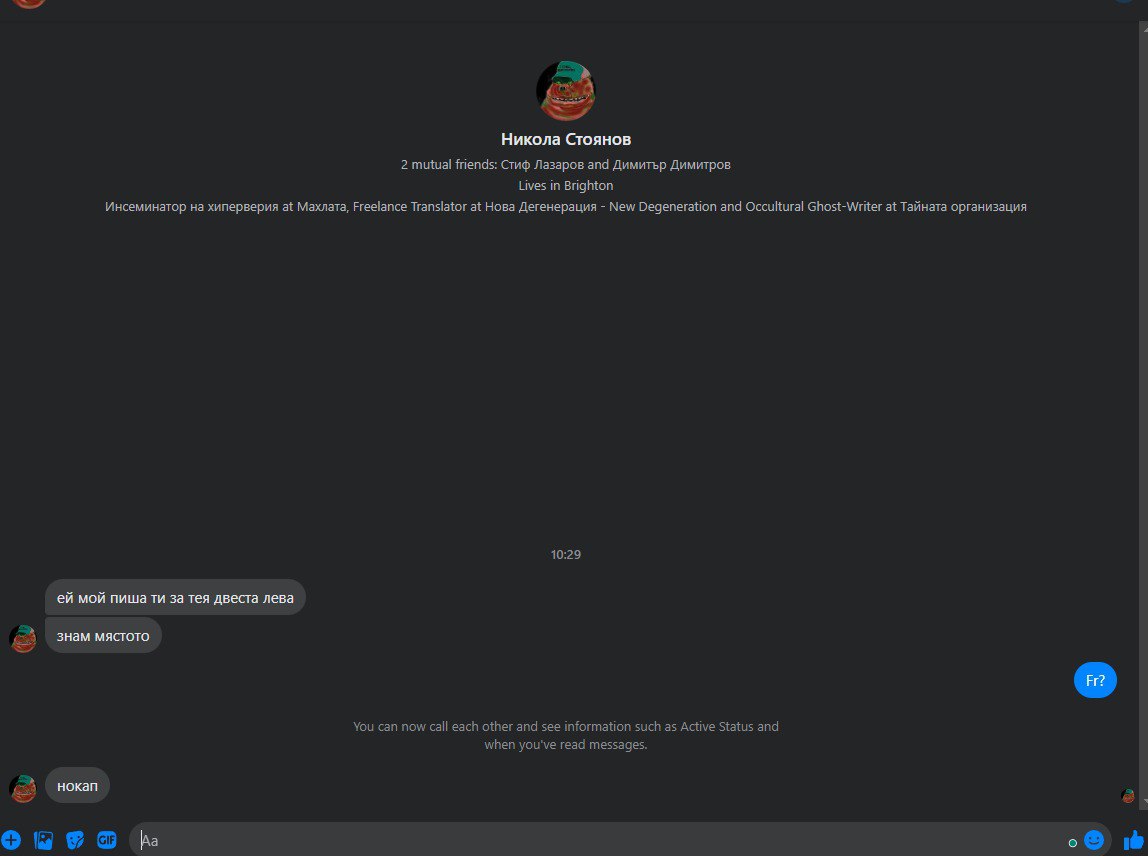 Никола Стоянов
2 mutual friends: Стиф Лазаров and Димитър Димитров
Lives in Brighton
Инсеминатор на хиперверия at Махлата, Freelance Translator at Нова Дегенерация - New Degeneration and Occultural Ghost-Writer at Тайната организация
10:29
ей мой пиша ти за тея двеста лева
знам мястото
Fr?
You can now call each other and see information such as Active Status and
when you've read messages.
нокап
GIF
Aa